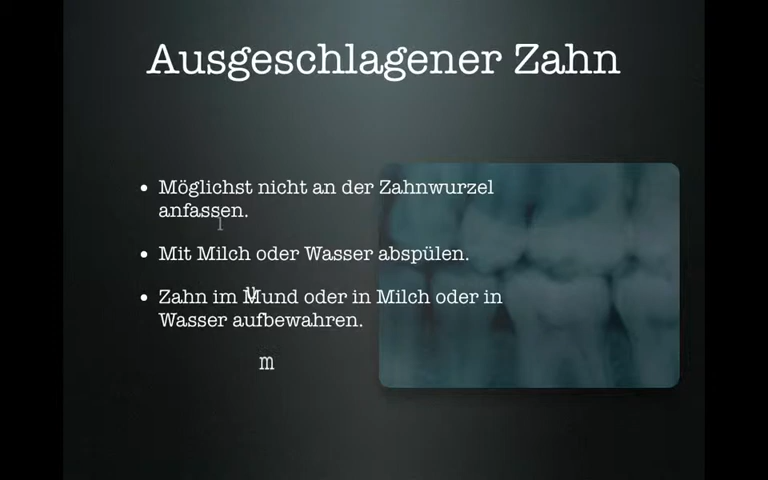 Ausgeschlagener Zahn
• Möglichst nicht an der Zahnwurzel
anfassen.
• Mit Milch oder Wasser abspülen.
• Zahn im Mund oder in Milch oder in
Wasser aufbewahren.
m